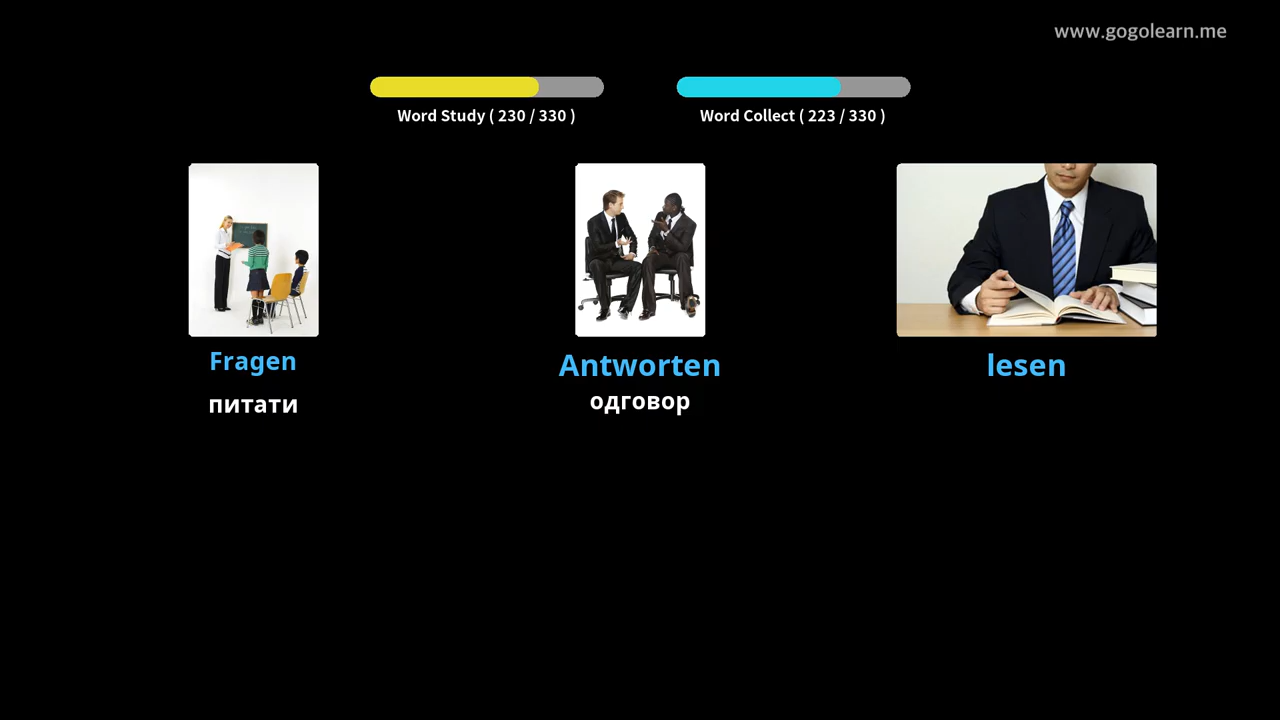 www.gogolearn.me
Word Study ( 230 / 330 )
Word Collect ( 223 / 330 )
Fragen
питати
Antworten
одговор
lesen